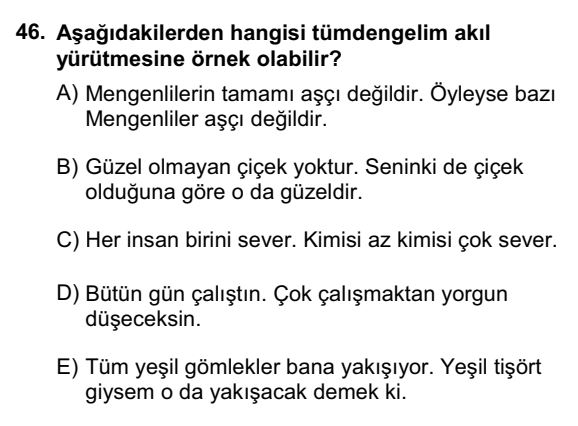 46. Aşağıdakilerden hangisi tümdengelim akıl
yürütmesine örnek olabilir?
A) Mengenlilerin tamamı aşçı değildir. Öyleyse bazı
Mengenliler aşçı değildir.
B) Güzel olmayan çiçek yoktur. Seninki de çiçek
olduğuna göre o da güzeldir.
C) Her insan birini sever. Kimisi az kimisi çok sever.
D) Bütün gün çalıştın. Çok çalışmaktan yorgun
düşeceksin.
E) Tüm yeşil gömlekler bana yakışıyor. Yeşil tişört
giysem o da yakışacak demek ki.